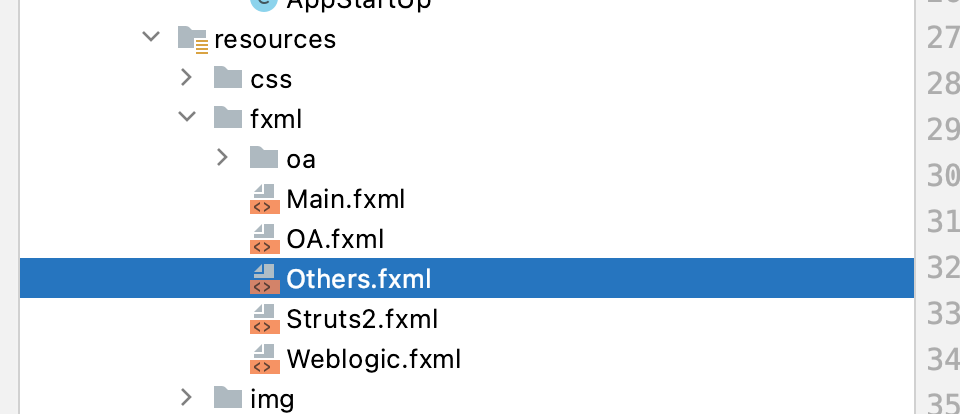 AppStartUp
resources
css
fxml
oa
Main.fxml
OA.fxml
Others.fxml
Struts2.fxml
Weblogic.fxml
img
27
28
29
30
31
32
33
34
35